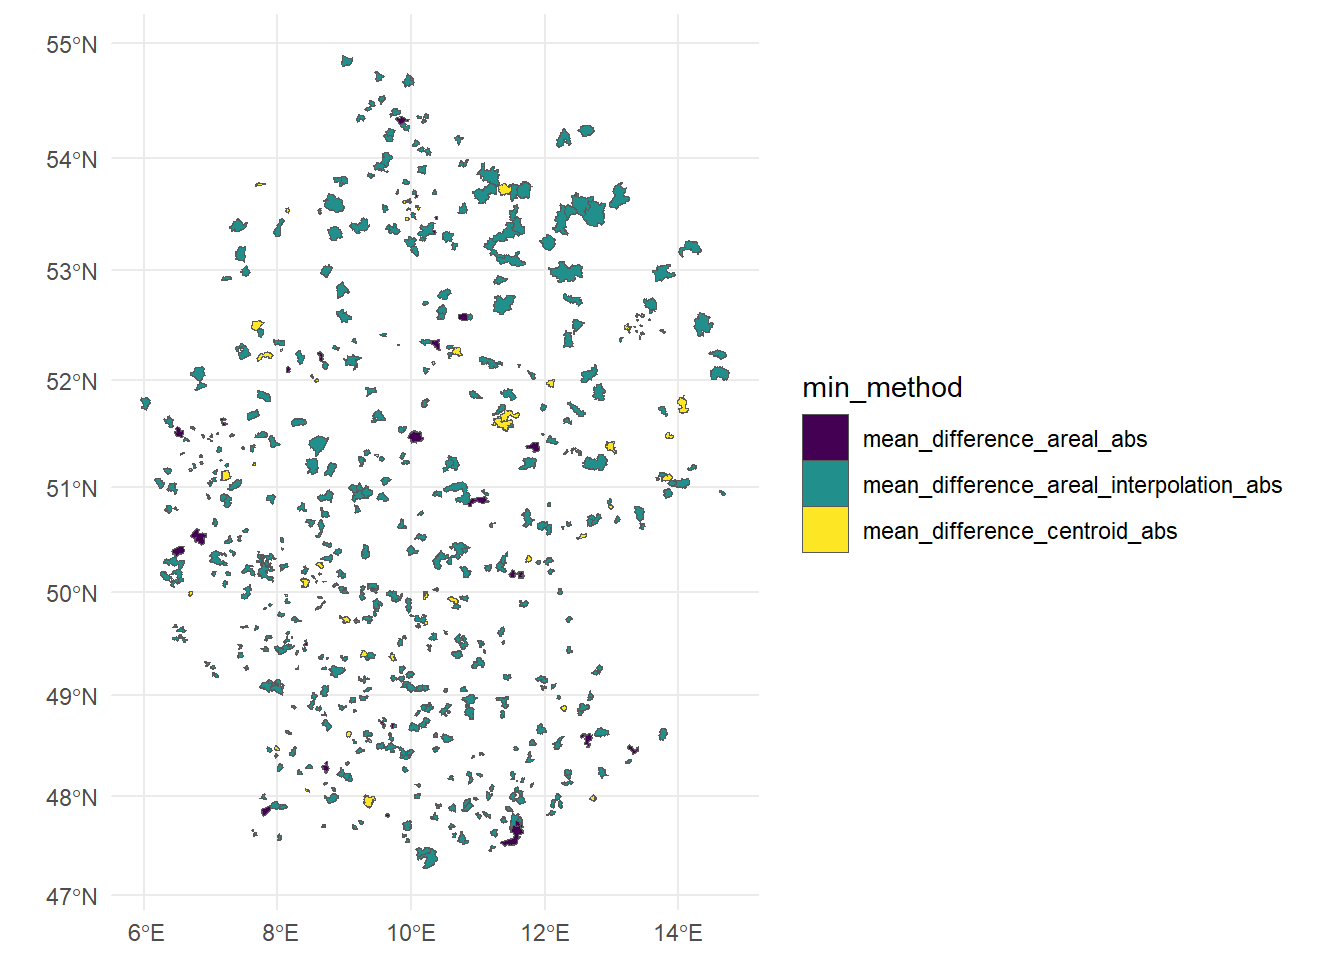 55°N
54°N
53°N
52°N
51°N
50°N
49°N
48°N
47°N
6°E 8°E 10°E 12°E 14°E
min_method
mean_difference_areal_abs
mean_difference_areal_interpolation_abs
mean_difference_centroid_abs